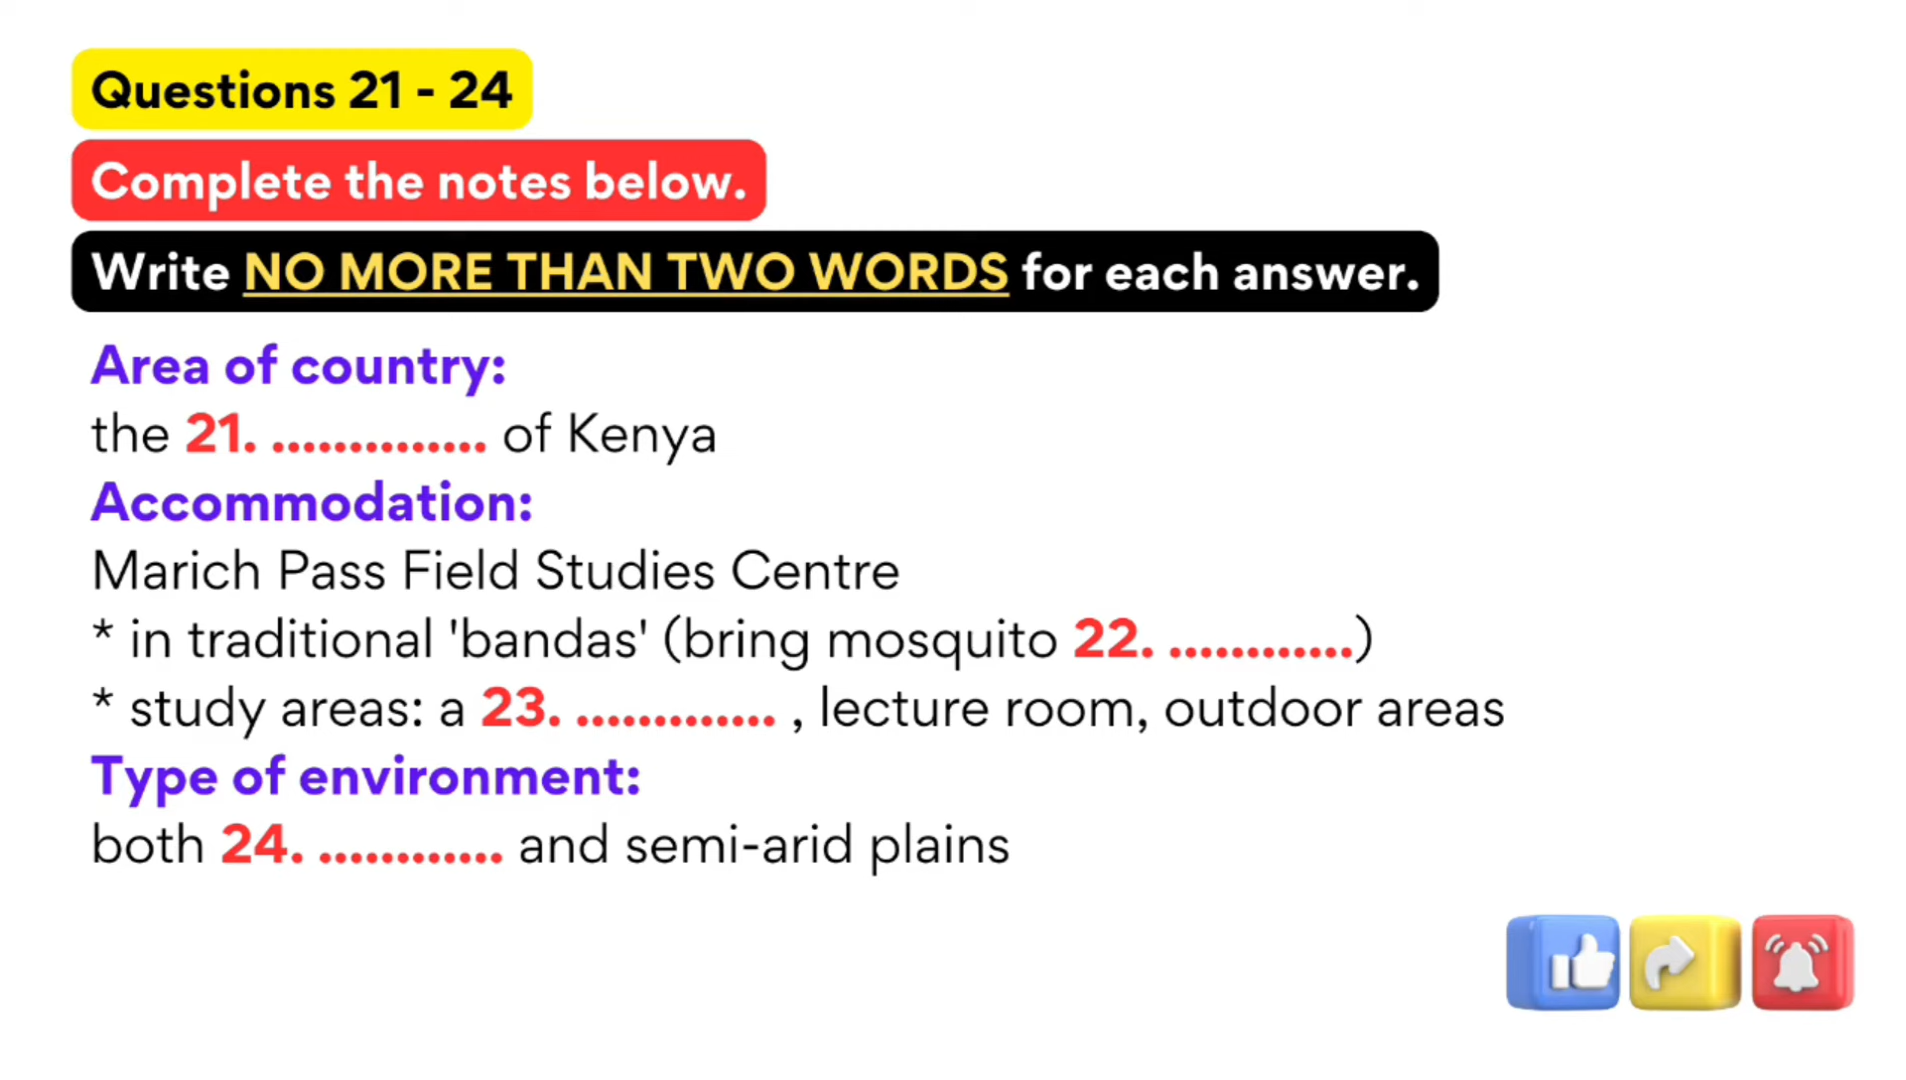 Questions 21 - 24
Complete the notes below.
Write NO MORE THAN TWO WORDS for each answer.
Area of country:
the 21. .............. of Kenya
Accommodation:
Marich Pass Field Studies Centre
* in traditional 'bandas' (bring mosquito 22. ............)
* study areas: a 23. ............. , lecture room, outdoor areas
Type of environment:
both 24. ............ and semi-arid plains